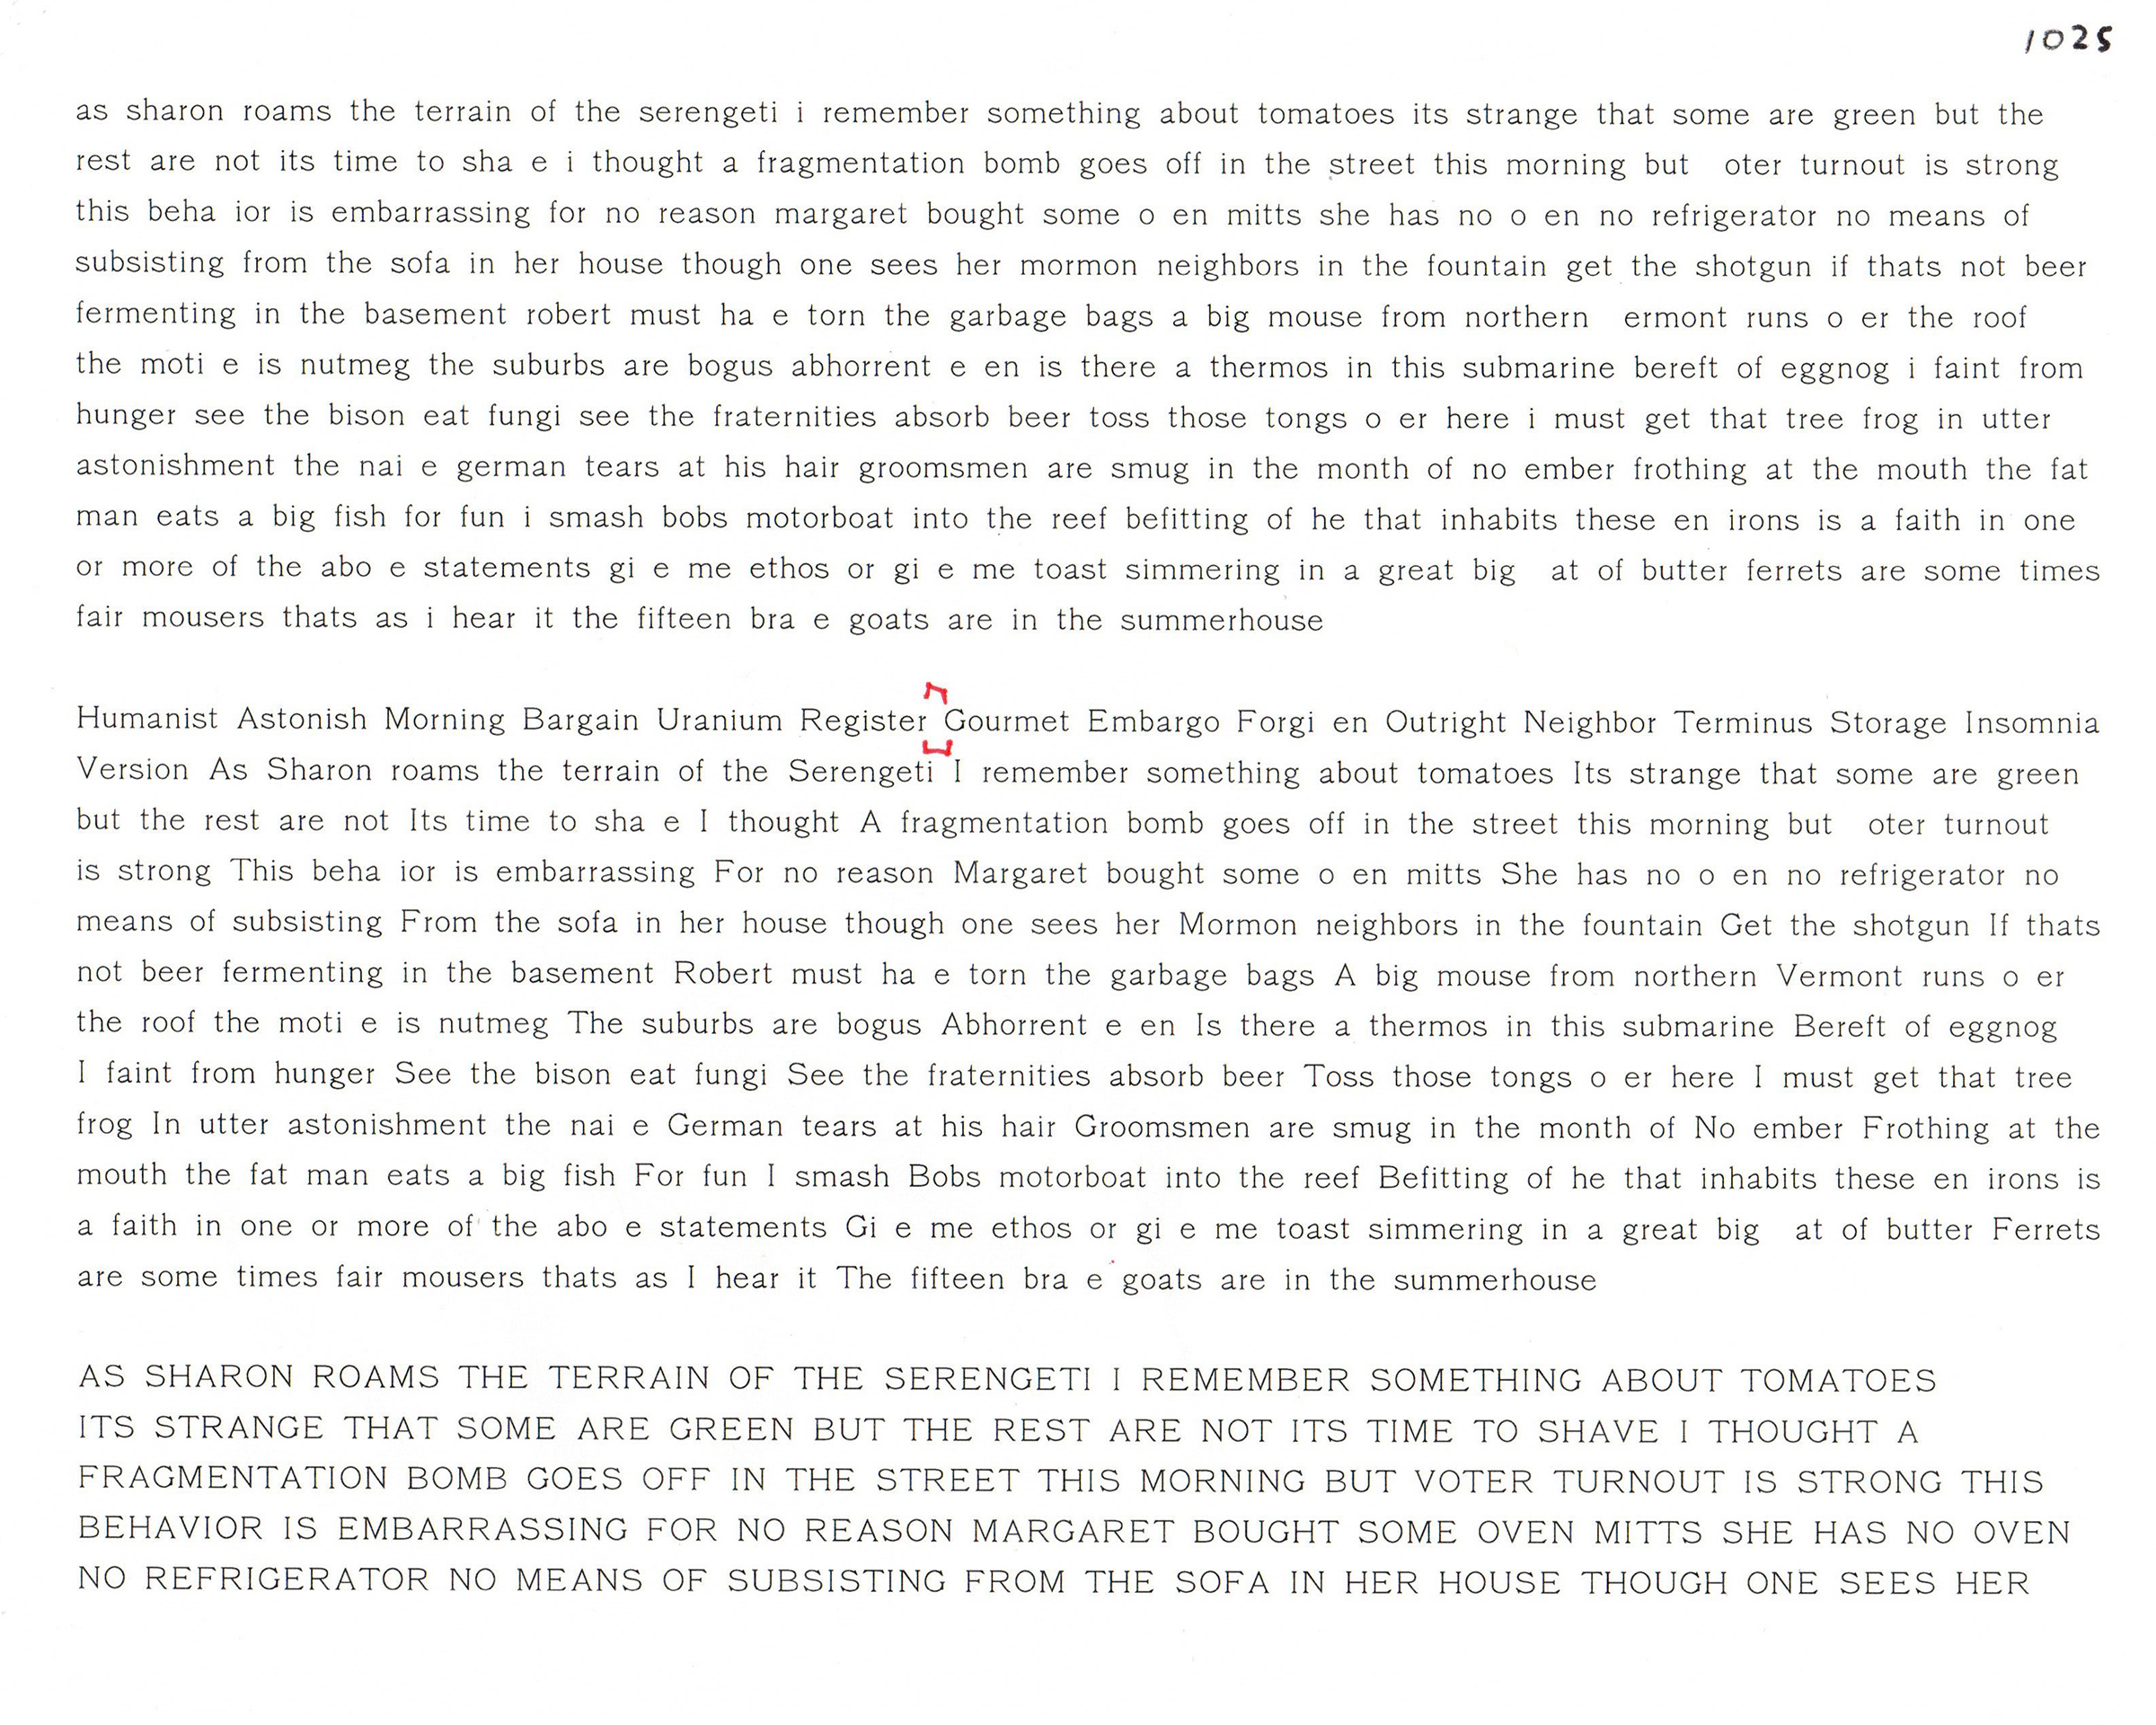 1025
as sharon roams the terrain of the serengeti i remember something about tomatoes its strange that some are green but the
rest are not its time to sha e i thought a fragmentation bomb goes off in the street this morning but  oter turnout is strong
this beha ior is embarrassing for no reason margaret bought some o en mitts she has no o en no refrigerator no means of
subsisting from the sofa in her house though one sees her mormon neighbors in the fountain get the shotgun if thats not beer
fermenting in the basement robert must ha e torn the garbage bags a big mouse from northern  ermont runs o er the roof
the moti e is nutmeg the suburbs are bogus abhorrent e en is there a thermos in this submarine bereft of eggnog i faint from
hunger see the bison eat fungi see the fraternities absorb beer toss those tongs o er here i must get that tree frog in utter
astonishment the nai e german tears at his hair groomsmen are smug in the month of no ember frothing at the mouth the fat
man eats a big fish for fun i smash bobs motorboat into the reef befitting of he that inhabits these en irons is a faith in one
or more of the abo e statements gi e me ethos or gi e me toast simmering in a great big  at of butter ferrets are some times
fair mousers thats as i hear it the fifteen bra e goats are in the summerhouse
Humanist Astonish Morning Bargain Uranium Register Gourmet Embargo Forgi en Outright Neighbor Terminus Storage Insomnia
Version As Sharon roams the terrain of the Serengeti I remember something about tomatoes Its strange that some are green
but the rest are not Its time to sha e I thought A fragmentation bomb goes off in the street this morning but  oter turnout
is strong This beha ior is embarrassing For no reason Margaret bought some o en mitts She has no o en no refrigerator no
means of subsisting From the sofa in her house though one sees her Mormon neighbors in the fountain Get the shotgun If thats
not beer fermenting in the basement Robert must ha e torn the garbage bags A big mouse from northern Vermont runs o er
the roof the moti e is nutmeg The suburbs are bogus Abhorrent e en Is there a thermos in this submarine Bereft of eggnog
I faint from hunger See the bison eat fungi See the fraternities absorb beer Toss those tongs o er here I must get that tree
frog In utter astonishment the nai e German tears at his hair Groomsmen are smug in the month of No ember Frothing at the
mouth the fat man eats a big fish For fun I smash Bobs motorboat into the reef Befitting of he that inhabits these en irons is
a faith in one or more of the abo e statements Gi e me ethos or gi e me toast simmering in a great big  at of butter Ferrets
are some times fair mousers thats as I hear it The fifteen bra e goats are in the summerhouse
AS SHARON ROAMS THE TERRAIN OF THE SERENGETI I REMEMBER SOMETHING ABOUT TOMATOES
ITS STRANGE THAT SOME ARE GREEN BUT THE REST ARE NOT ITS TIME TO SHAVE I THOUGHT A
FRAGMENTATION BOMB GOES OFF IN THE STREET THIS MORNING BUT VOTER TURNOUT IS STRONG THIS
BEHAVIOR IS EMBARRASSING FOR NO REASON MARGARET BOUGHT SOME OVEN MITTS SHE HAS NO OVEN
NO REFRIGERATOR NO MEANS OF SUBSISTING FROM THE SOFA IN HER HOUSE THOUGH ONE SEES HER